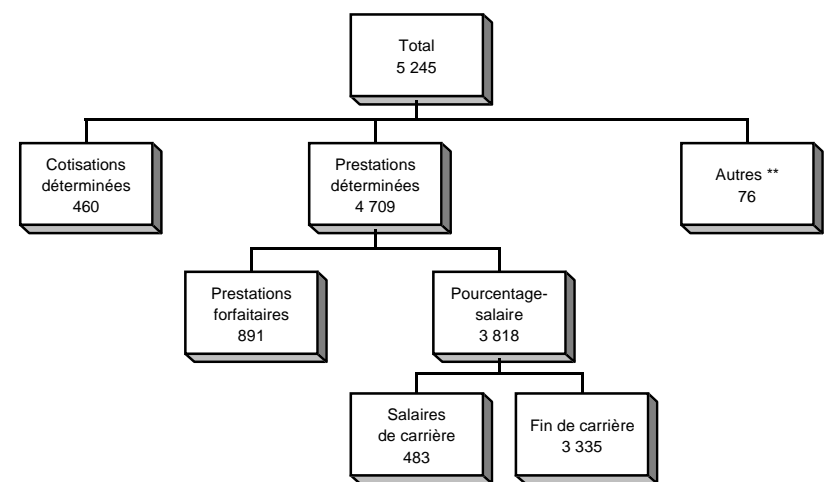 Total
5 245
Cotisations
déterminées
460
Prestations
déterminées
4 709
Autres **
76
Prestations
forfaitaires
891
Pourcentage-
salaire
3 818
Salaires
de carrière
483
Fin de carrière
3 335